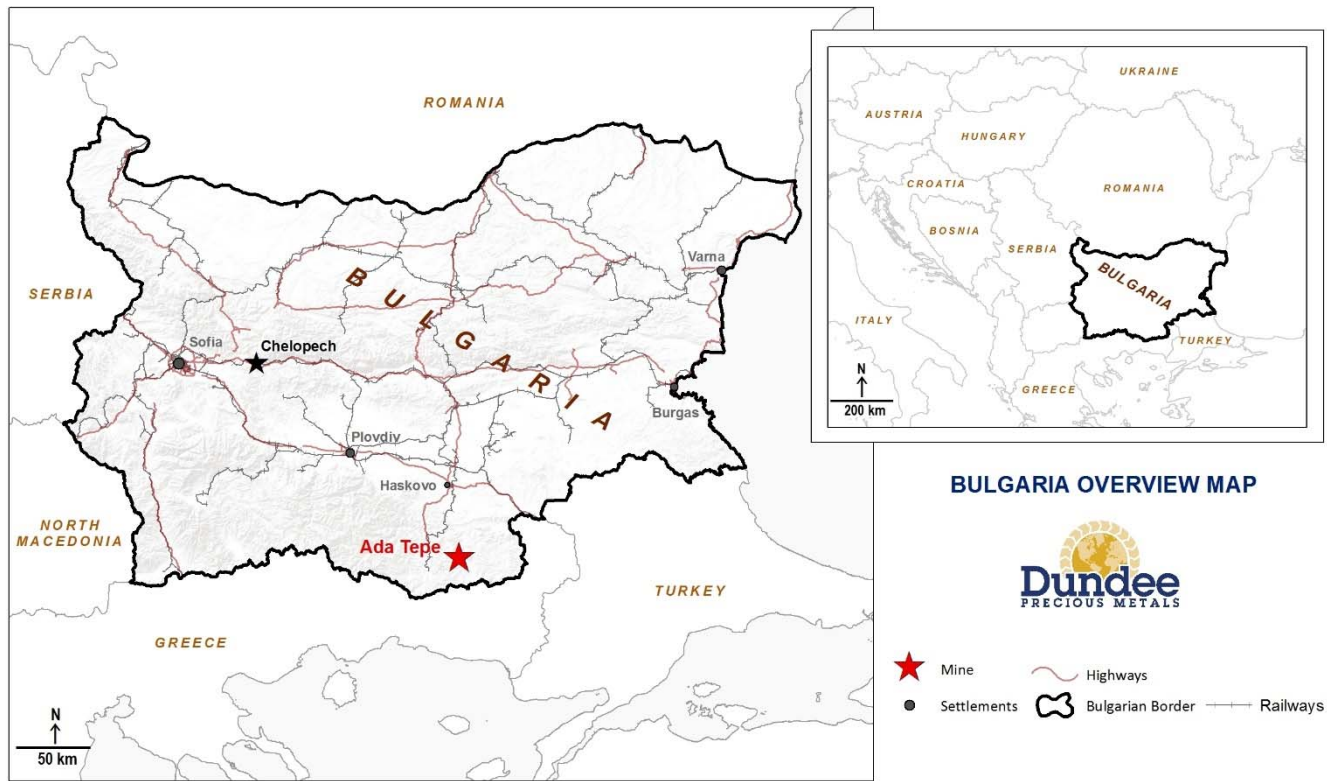 ROMANIA
SERBIA
Sofia
Chelopech
BULGARIA
Varna
Burgas
Plovdiv
Haskovo
Ada Tepe
NORTH
MACEDONIA
GREECE
TURKEY
N
50 km
UKRAINE
AUSTRIA
HUNGARY
CROATIA
ROMANIA
BOSNIA
SERBIA
BULGARIA
ITALY
TURKEY
GREECE
N
200 km
BULGARIA OVERVIEW MAP
Dundee
PRECIOUS METALS
Mine
Highways
Settlements
Bulgarian Border
Railways